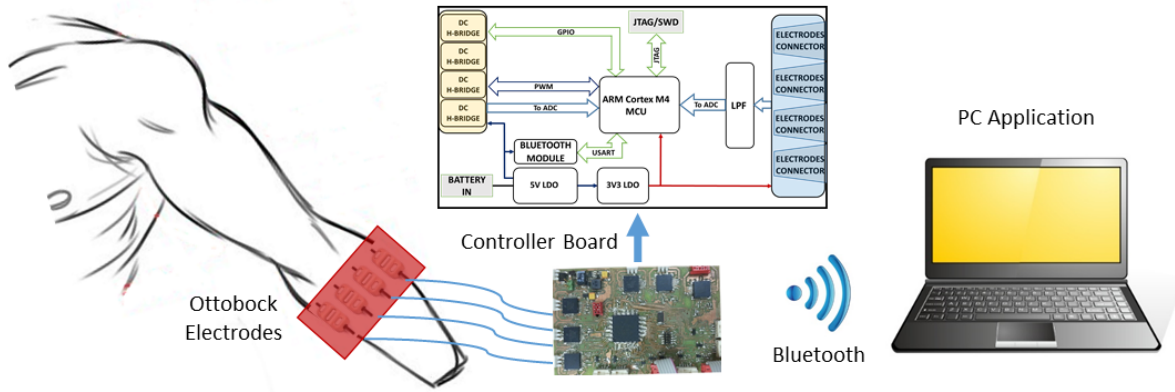 DC
H-BRIDGE
DC
H-BRIDGE
DC
H-BRIDGE
DC
H-BRIDGE
GPIO
PWM
To ADC
JTAG/SWD
JTAG
ARM Cortex M4
MCU
To ADC
LPF
ELECTRODES
CONNECTOR
ELECTRODES
CONNECTOR
ELECTRODES
CONNECTOR
ELECTRODES
CONNECTOR
BLUETOOTH
MODULE
USART
BATTERY
IN
5V LDO
3V3 LDO
PC Application
Controller Board
Ottobock
Electrodes
Bluetooth